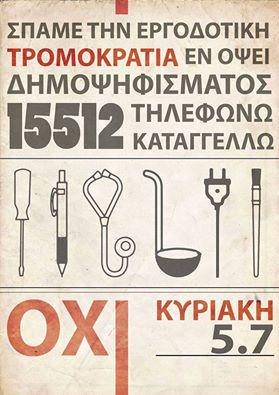 ΣΠΑΜΕ ΤΗΝ ΕΡΓΟΔΟΤΙΚΗ
ΤΡΟΜΟΚΡΑΤΙΑ ΕΝ ΟΨΕΙ
ΔΗΜΟΨΗΦΙΣΜΑΤΟΣ
15512 ΤΗΛΕΦΩΝΩ
ΚΑΤΑΓΓΕΛΛΩ
ΟΧΙ
ΚΥΡΙΑΚΗ
5.7